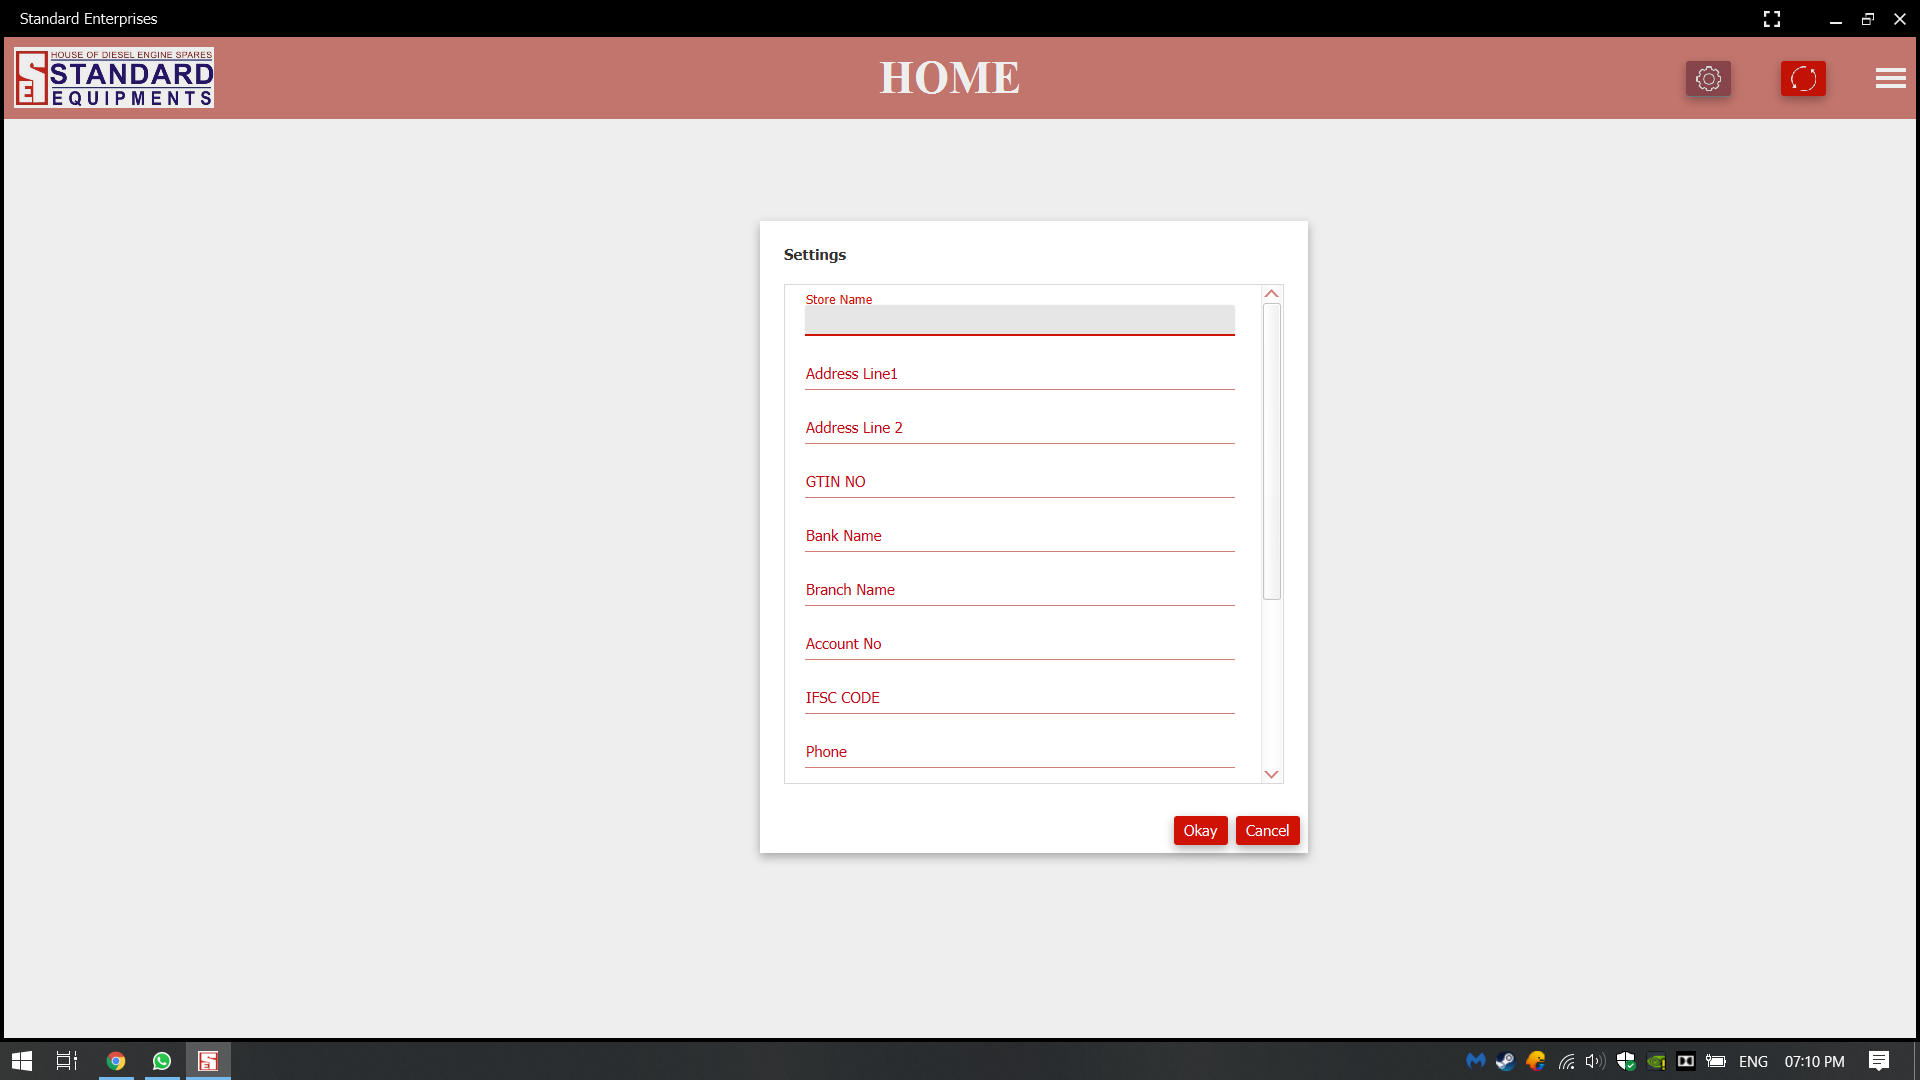 Standard Enterprises
HOUSE OF DIESEL ENGINE SPARES
STANDARD
EQUIPMENTS
SE
HOME
Settings
Store Name
Address Line1
Address Line 2
GTIN NO
Bank Name
Branch Name
Account No
IFSC CODE
Phone
Okay
Cancel
ENG
07:10 PM